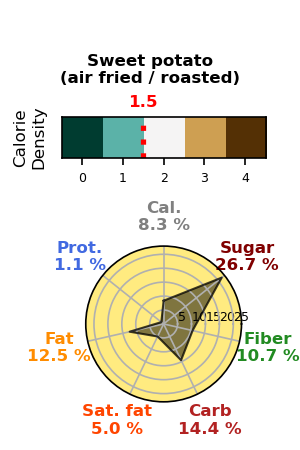 Sweet potato
(air fried / roasted)
1.5
Calorie
Density
0 1 2 3 4
Cal.
8.3 %
Prot.
1.1 %
Sugar
26.7 %
5 10 15 20 25
Fat
12.5 %
Fiber
10.7 %
Sat. fat
5.0 %
Carb
14.4 %